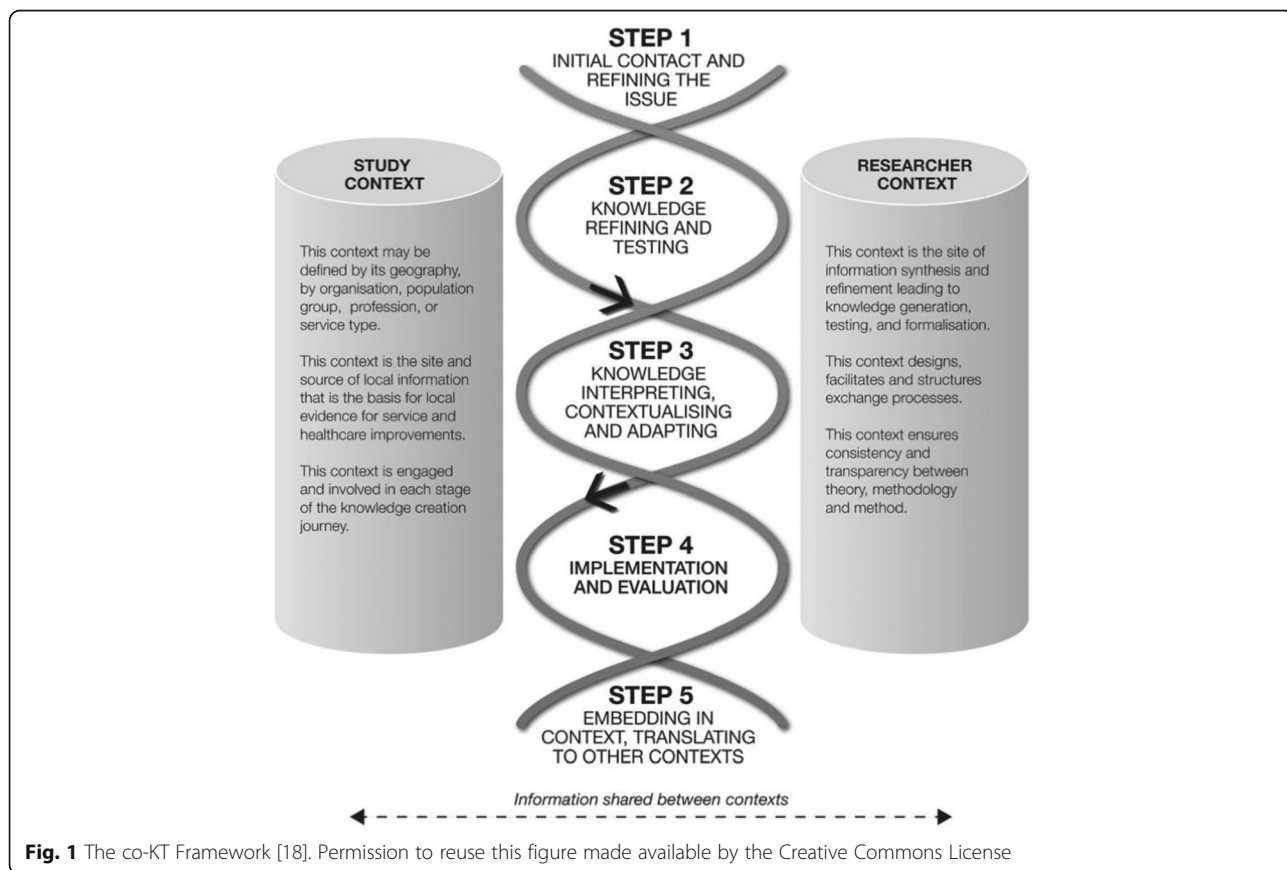 STEP 1
INITIAL CONTACT AND
REFINING THE
ISSUE
STUDY
CONTEXT
This context may be
defined by its geography,
by organisation, population
group, profession, or
service type.
This context is the site and
source of local information
that is the basis for local
evidence for service and
healthcare improvements.
This context is engaged
and involved in each stage
of the knowledge creation
journey.
STEP 2
KNOWLEDGE
REFINING AND
TESTING
STEP 3
KNOWLEDGE
INTERPRETING,
CONTEXTUALISING
AND ADAPTING
STEP 4
IMPLEMENTATION
AND EVALUATION
STEP 5
EMBEDDING IN
CONTEXT, TRANSLATING
TO OTHER CONTEXTS
RESEARCHER
CONTEXT
This context is the site of
information synthesis and
refinement leading to
knowledge generation,
testing, and formalisation.
This context designs,
facilitates and structures
exchange processes.
This context ensures
consistency and
transparency between
theory, methodology
and method.
Information shared between contexts
Fig. 1 The co-KT Framework [18]. Permission to reuse this figure made available by the Creative Commons License